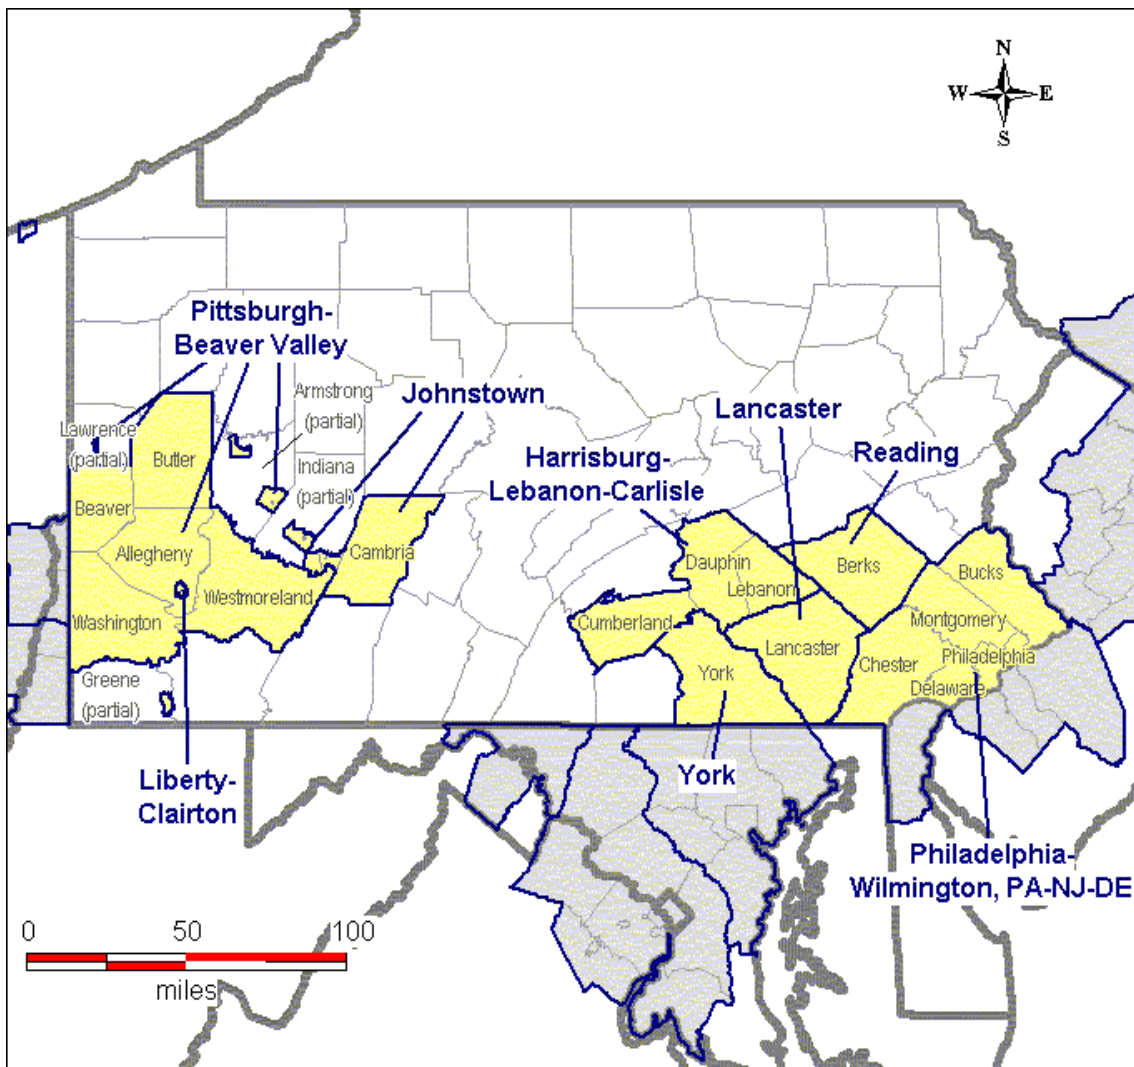 N
W E
S
Pittsburgh-
Beaver Valley
Armstrong
(partial)
Johnstown
Lawrence
(partial)
Butler
Indiana
(partial)
Lancaster
Reading
Harrisburg-
Lebanon-Carlisle
Beaver
Allegheny
Cambria
Dauphin
Lebanon
Berks
Bucks
Westmoreland
Washington
Cumberland
Montgomery
Lancaster
Chester
Philadelphia
Delaware
York
Greene
(partial)
Liberty-
Clairton
York
Philadelphia-
Wilmington, PA-NJ-DE
0 50 100
miles